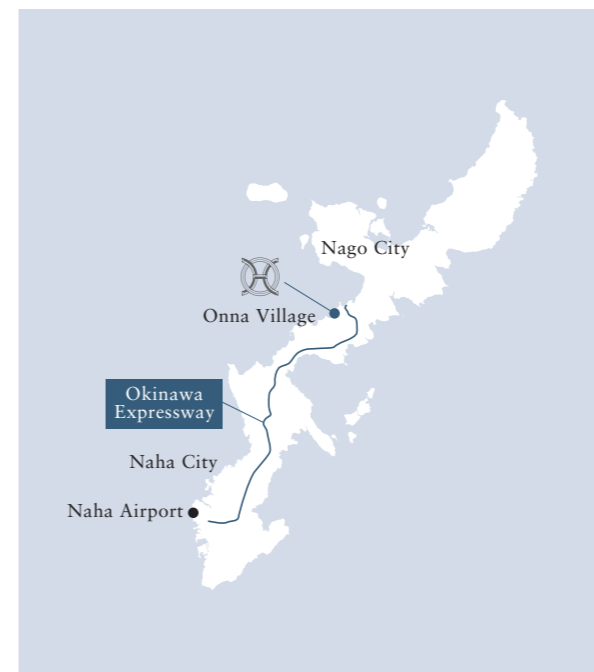 Nago City
Onna Village
Okinawa
Expressway
Naha City
Naha Airport